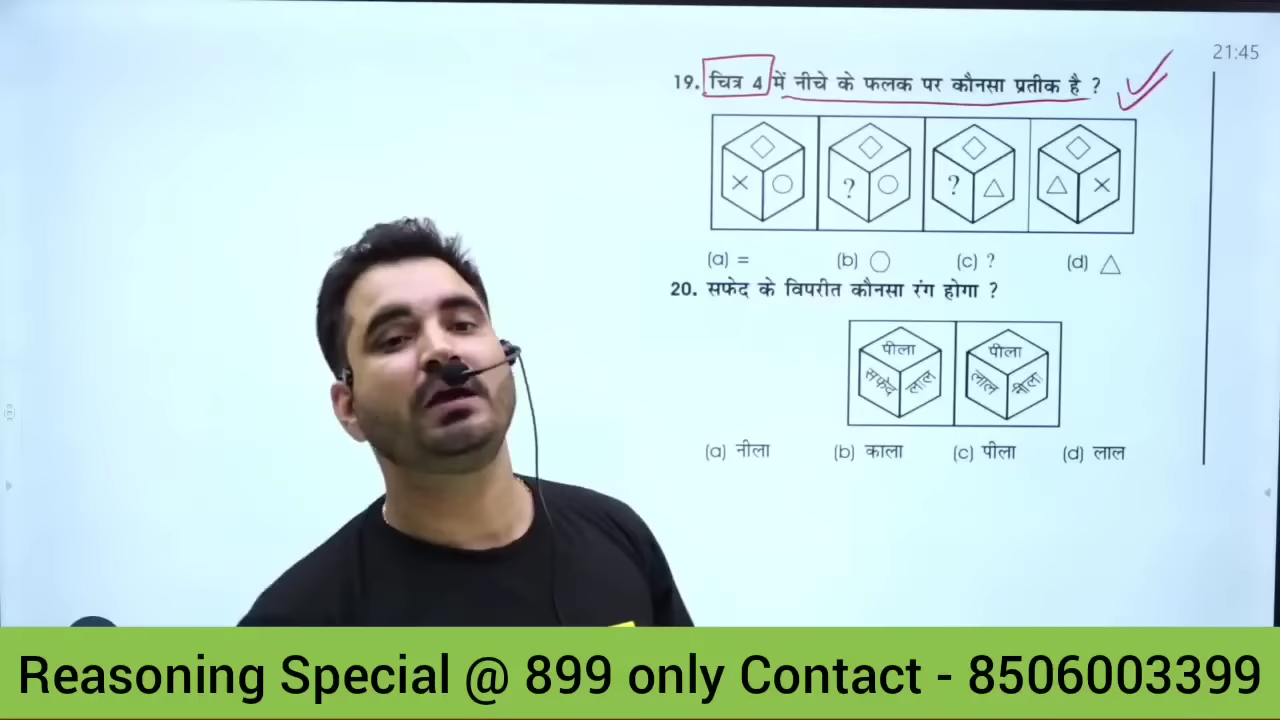 21:45
19. चित्र 4 में नीचे के फलक पर कौनसा प्रतीक है ?
× ? ? ×
(a) = (b) ○ (c) ? (d) △
20. सफेद के विपरीत कौनसा रंग होगा ?
पीला पीला
सफेद लाल लाल नीला
(a) नीला (b) काला (c) पीला (d) लाल
Reasoning Special @ 899 only Contact - 8506003399